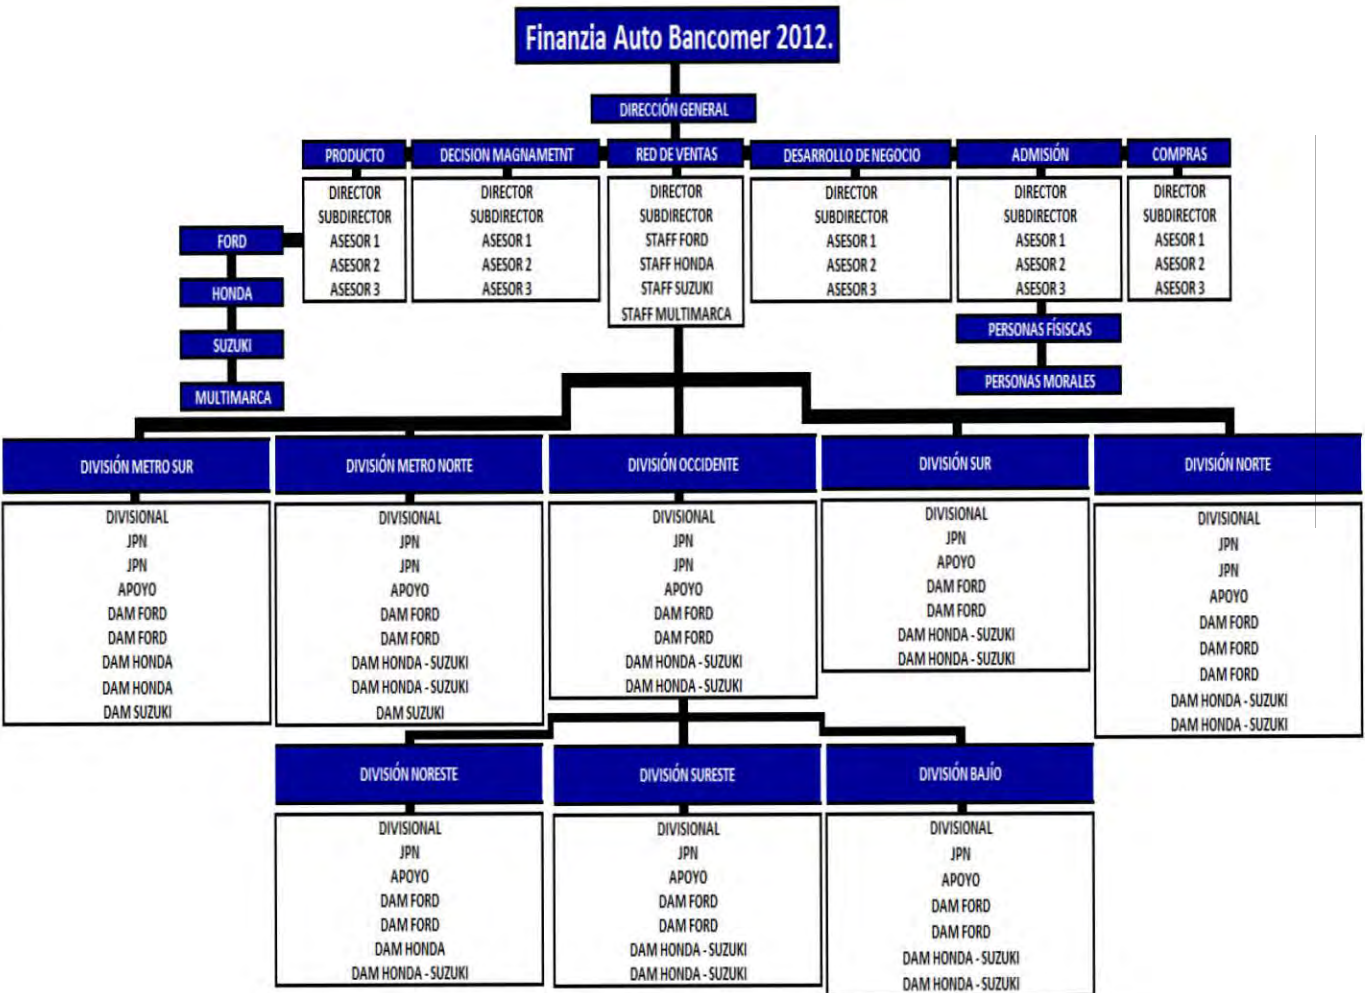 Finanzia Auto Bancomer 2012.
DIRECCIÓN GENERAL
PRODUCTO
DIRECTOR
SUBDIRECTOR
ASESOR 1
ASESOR 2
ASESOR 3
FORD
HONDA
SUZUKI
MULTIMARCA
DECISION MAGNAMETNT
DIRECTOR
SUBDIRECTOR
ASESOR 1
ASESOR 2
ASESOR 3
RED DE VENTAS
DIRECTOR
SUBDIRECTOR
STAFF FORD
STAFF HONDA
STAFF SUZUKI
STAFF MULTIMARCA
DESARROLLO DE NEGOCIO
DIRECTOR
SUBDIRECTOR
ASESOR 1
ASESOR 2
ASESOR 3
ADMISIÓN
DIRECTOR
SUBDIRECTOR
ASESOR 1
ASESOR 2
ASESOR 3
PERSONAS FÍSISCAS
PERSONAS MORALES
COMPRAS
DIRECTOR
SUBDIRECTOR
ASESOR 1
ASESOR 2
ASESOR 3
DIVISIÓN METRO SUR
DIVISIONAL
JPN
JPN
APOYO
DAM FORD
DAM FORD
DAM HONDA
DAM HONDA
DAM SUZUKI
DIVISIÓN METRO NORTE
DIVISIONAL
JPN
JPN
APOYO
DAM FORD
DAM FORD
DAM HONDA - SUZUKI
DAM HONDA - SUZUKI
DAM SUZUKI
DIVISIÓN OCCIDENTE
DIVISIONAL
JPN
JPN
APOYO
DAM FORD
DAM FORD
DAM HONDA - SUZUKI
DAM HONDA - SUZUKI
DIVISIÓN SUR
DIVISIONAL
JPN
APOYO
DAM FORD
DAM FORD
DAM HONDA - SUZUKI
DAM HONDA - SUZUKI
DIVISIÓN NORTE
DIVISIONAL
JPN
JPN
APOYO
DAM FORD
DAM FORD
DAM FORD
DAM HONDA - SUZUKI
DAM HONDA - SUZUKI
DIVISIÓN NORESTE
DIVISIONAL
JPN
APOYO
DAM FORD
DAM FORD
DAM HONDA
DAM HONDA - SUZUKI
DIVISIÓN SURESTE
DIVISIONAL
JPN
APOYO
DAM FORD
DAM FORD
DAM HONDA - SUZUKI
DAM HONDA - SUZUKI
DIVISIÓN BAJÍO
DIVISIONAL
JPN
APOYO
DAM FORD
DAM FORD
DAM HONDA - SUZUKI
DAM HONDA - SUZUKI